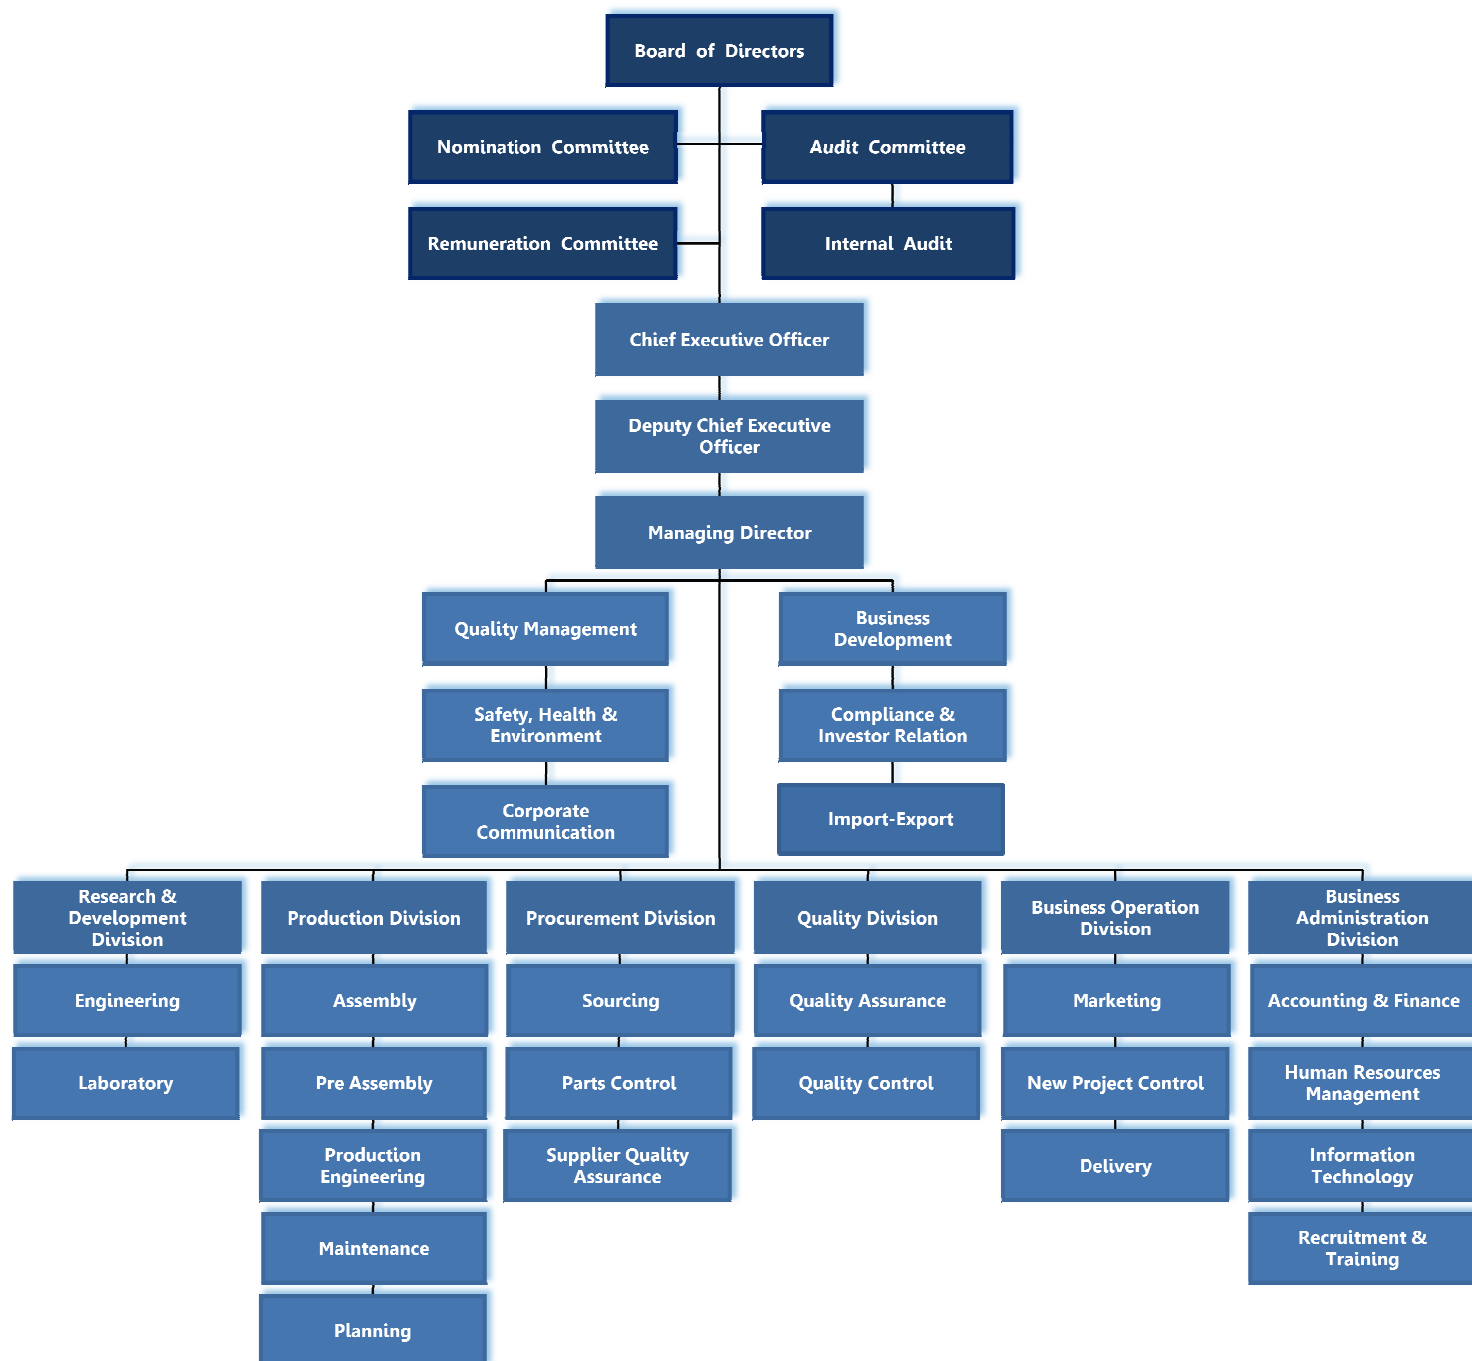 Board of Directors
Nomination Committee
Audit Committee
Remuneration Committee
Internal Audit
Chief Executive Officer
Deputy Chief Executive
Officer
Managing Director
Quality Management
Business
Development
Safety, Health &
Environment
Compliance &
Investor Relation
Corporate
Communication
Import-Export
Research &
Development
Division
Production Division
Procurement Division
Quality Division
Business Operation
Division
Business
Administration
Division
Engineering
Assembly
Sourcing
Quality Assurance
Marketing
Accounting & Finance
Laboratory
Pre Assembly
Parts Control
Quality Control
New Project Control
Human Resources
Management
Production
Engineering
Supplier Quality
Assurance
Delivery
Information
Technology
Maintenance
Recruitment &
Training
Planning